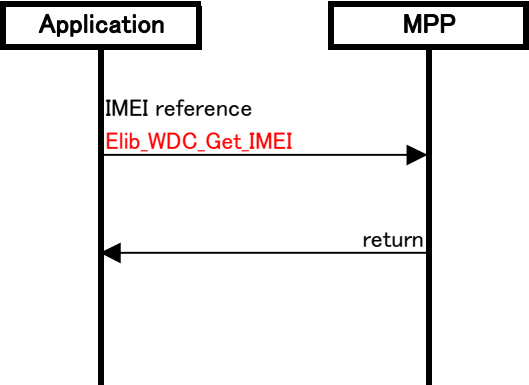 Application
MPP
IMEI reference
Elib_WDC_Get_IMEI
return